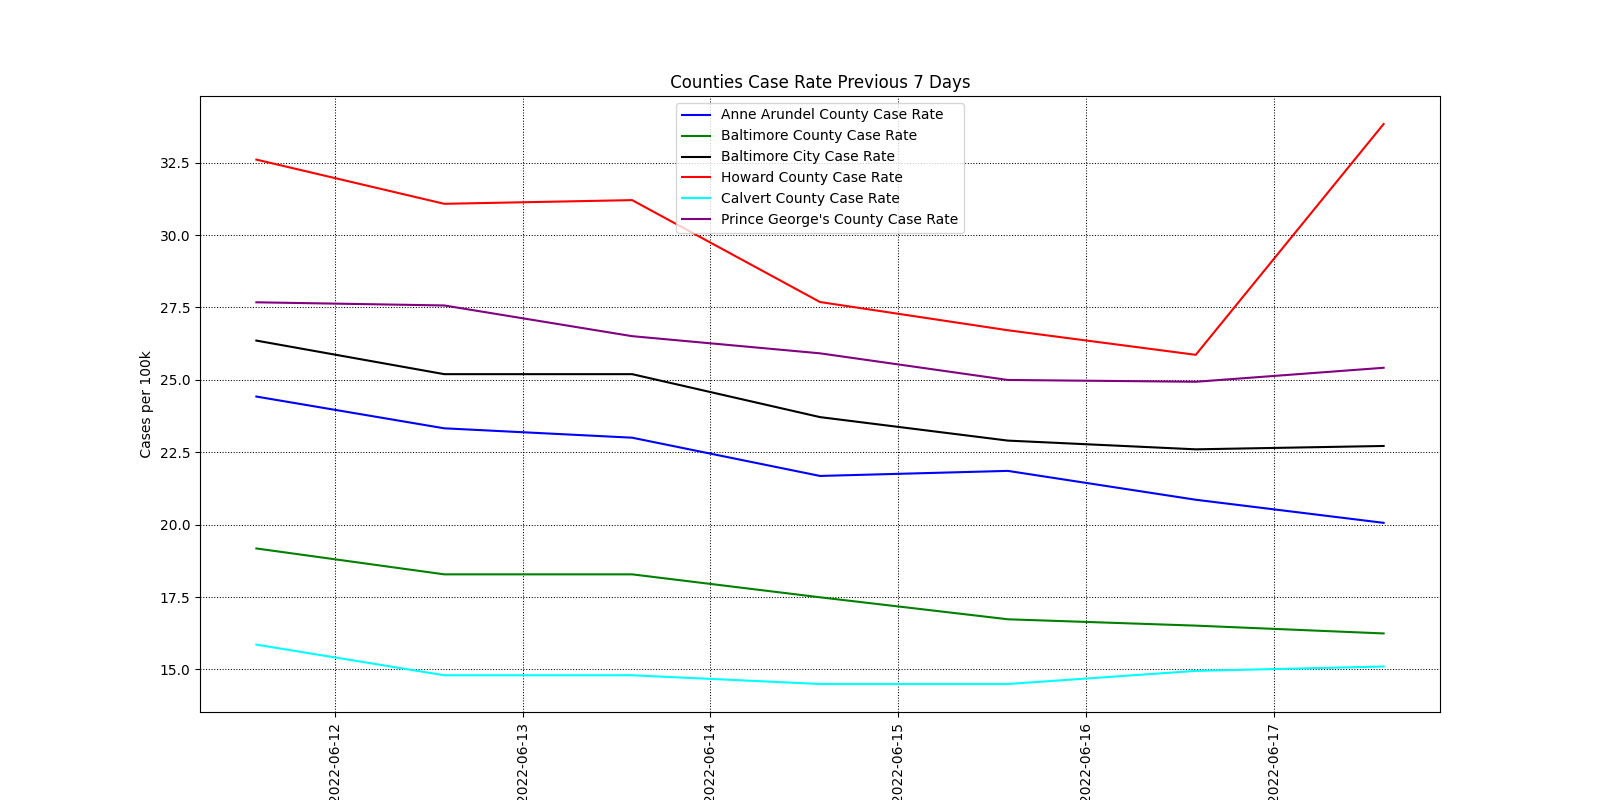 Counties Case Rate Previous 7 Days
Anne Arundel County Case Rate
Baltimore County Case Rate
Baltimore City Case Rate
Howard County Case Rate
Calvert County Case Rate
Prince George's County Case Rate
Cases per 100k
32.5
30.0
27.5
25.0
22.5
20.0
17.5
15.0
2022-06-12
2022-06-13
2022-06-14
2022-06-15
2022-06-16
2022-06-17